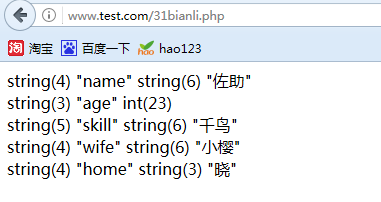 www.test.com/31bianli.php
淘 淘宝 百度一下 hao hao123
string(4) "name" string(6) "佐助"
string(3) "age" int(23)
string(5) "skill" string(6) "千鸟"
string(4) "wife" string(6) "小樱"
string(4) "home" string(3) "晓"